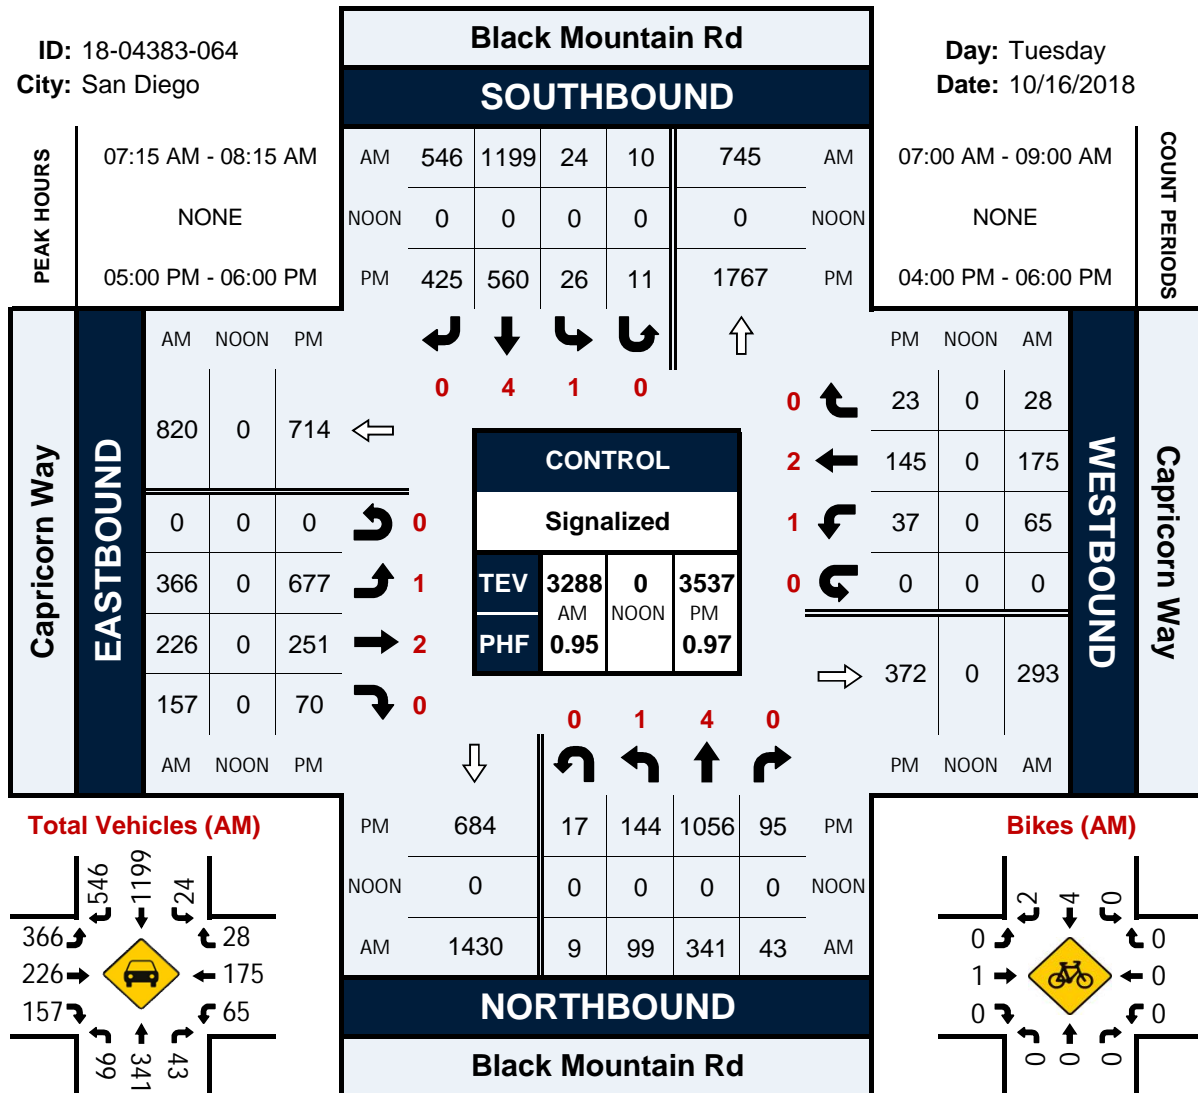 Black Mountain Rd
ID: 18-04383-064
Day: Tuesday
City: San Diego
Date: 10/16/2018
SOUTHBOUND
PEAK HOURS
07:15 AM - 08:15 AM
NONE
05:00 PM - 06:00 PM
AM 546 1199 24 10 745 AM
NOON 0 0 0 0 0 NOON
PM 425 560 26 11 1767 PM
07:00 AM - 09:00 AM
NONE
04:00 PM - 06:00 PM
COUNT PERIODS
0 4 1 0
Capricorn Way
EASTBOUND
AM NOON PM
820 0 714
0 0 0 0
366 0 677 1
226 0 251 2
157 0 70 0
AM NOON PM
CONTROL
Signalized
TEV 3288 0 3537
AM NOON PM
PHF 0.95 0.97
PM NOON AM
0 23 0 28
2 145 0 175
1 37 0 65
0 0 0 0
372 0 293
PM NOON AM
WESTBOUND
Capricorn Way
0 1 4 0
PM 684 17 144 1056 95 PM
NOON 0 0 0 0 0 NOON
AM 1430 9 99 341 43 AM
NORTHBOUND
Black Mountain Rd
Total Vehicles (AM)
546 1199 24
366 28
226 175
157 65
99 341 43
Bikes (AM)
2 4 0
0 0
1 0
0 0
0 0 0